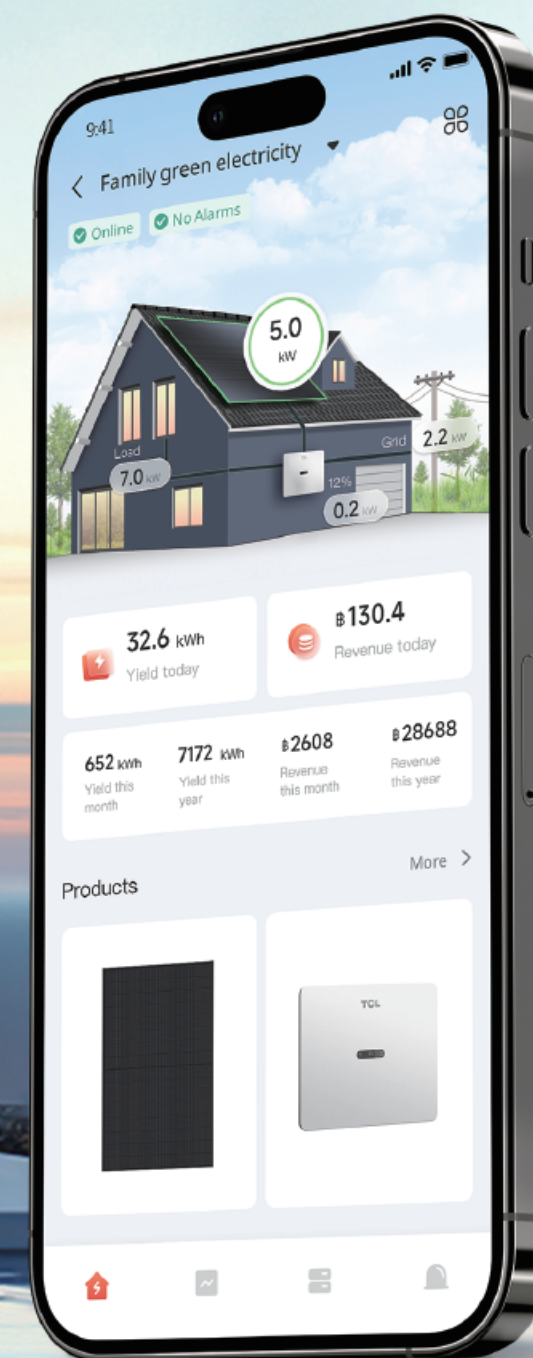 9:41
Family green electricity
Online
No Alarms
5.0
kW
Load
7.0 kW
Grid
2.2 kW
12%
0.2 kW
32.6 kWh
Yield today
฿130.4
Revenue today
652 kWh
Yield this
month
7172 kWh
Yield this
year
฿2608
Revenue
this month
฿28688
Revenue
this year
Products
More
TCL